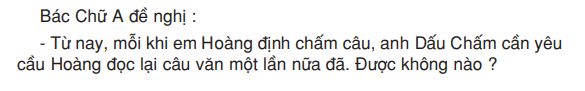 Bác Chữ A đề nghị :
- Từ nay, mỗi khi em Hoàng định chấm câu, anh Dấu Chấm cần yêu
cầu Hoàng đọc lại câu văn một lần nữa đã. Được không nào ?